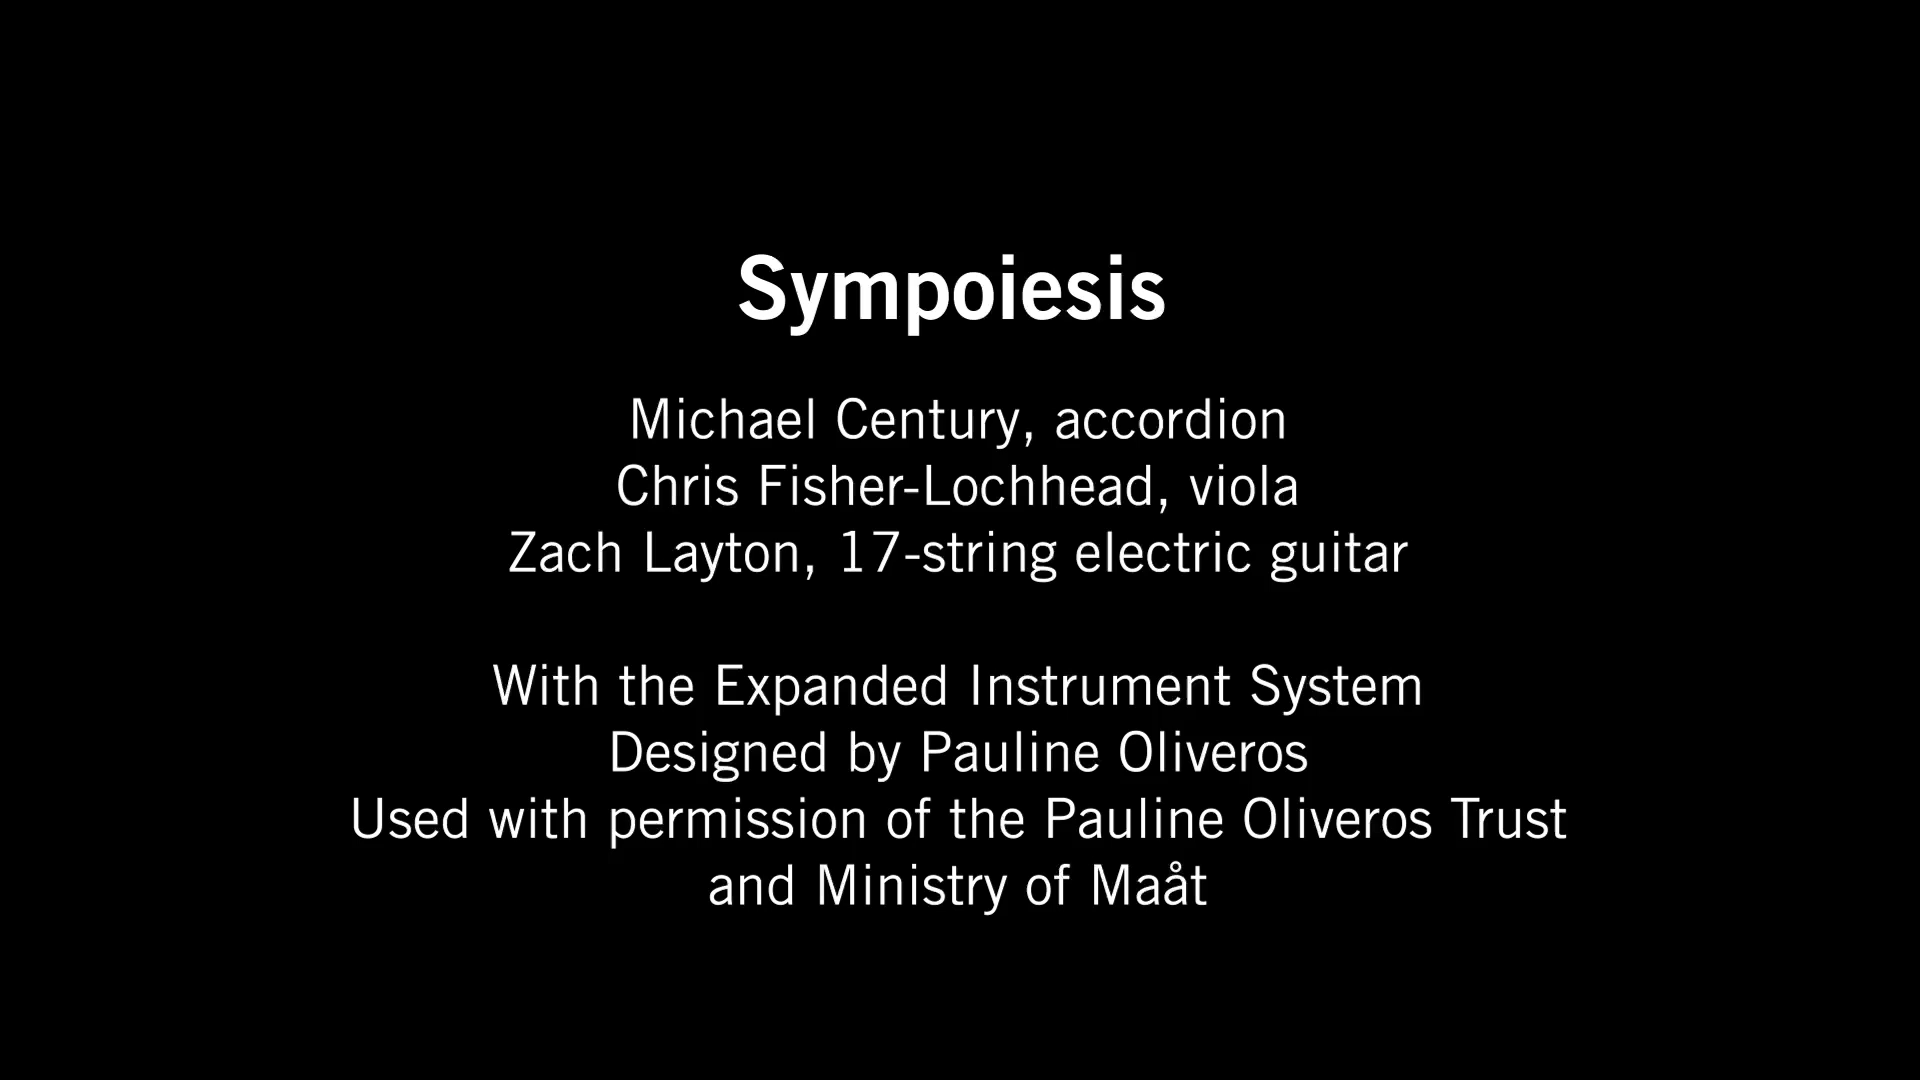 Sympoiesis
Michael Century, accordion
Chris Fisher-Lochhead, viola
Zach Layton, 17-string electric guitar
With the Expanded Instrument System
Designed by Pauline Oliveros
Used with permission of the Pauline Oliveros Trust
and Ministry of Maåt